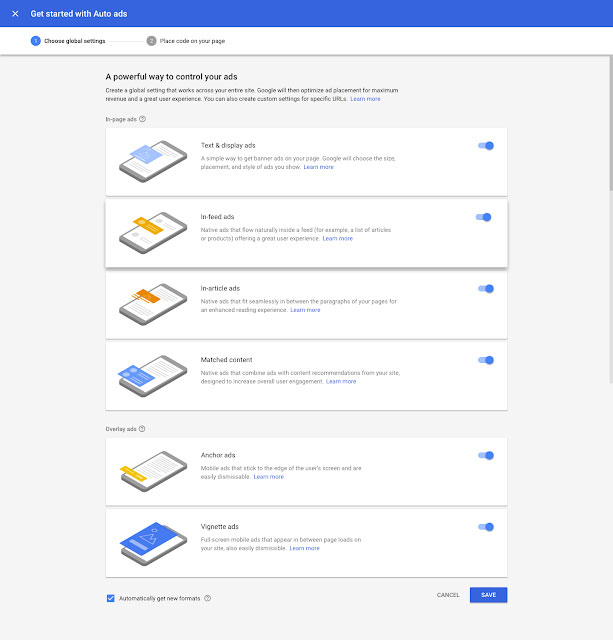 Get started with Auto ads
1 Choose global settings
2 Place code on your page
A powerful way to control your ads
Create a global setting that works across your entire site. Google will then optimize ad placement for maximum
revenue and a great user experience. You can also create custom settings for specific URLs. Learn more
In-page ads
Text & display ads
A simple way to get banner ads on your page. Google will choose the size,
placement, and style of ads you show. Learn more
In-feed ads
Native ads that flow naturally inside a feed (for example, a list of articles
or products) offering a great user experience. Learn more
In-article ads
Native ads that fit seamlessly in between the paragraphs of your pages for
an enhanced reading experience. Learn more
Matched content
Native ads that combine ads with content recommendations from your site,
designed to increase overall user engagement. Learn more
Overlay ads
Anchor ads
Mobile ads that stick to the edge of the user's screen and are
easily dismissable. Learn more
Vignette ads
Full-screen mobile ads that appear in between page loads on
your site, also easily dismissible. Learn more
Automatically get new formats
CANCEL
SAVE